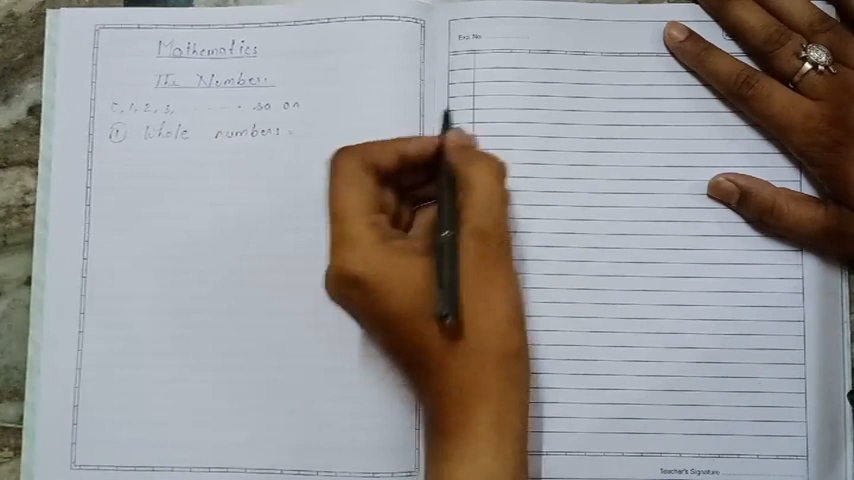 Mathematics
The Numbers
0, 1, 2, 3, ....... so on
① Whole numbers:
Exp. No.
Teacher's Signature